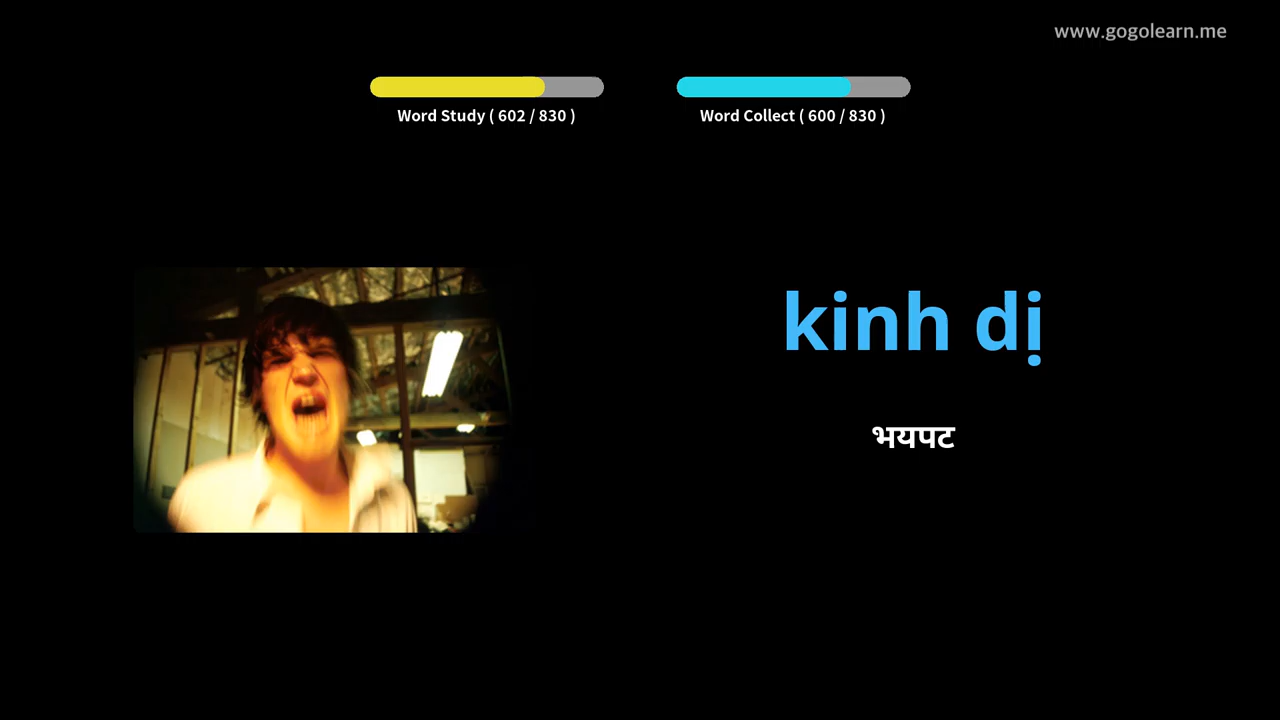 www.gogolearn.me
Word Study ( 602 / 830 )
Word Collect ( 600 / 830 )
kinh dị
भयपट